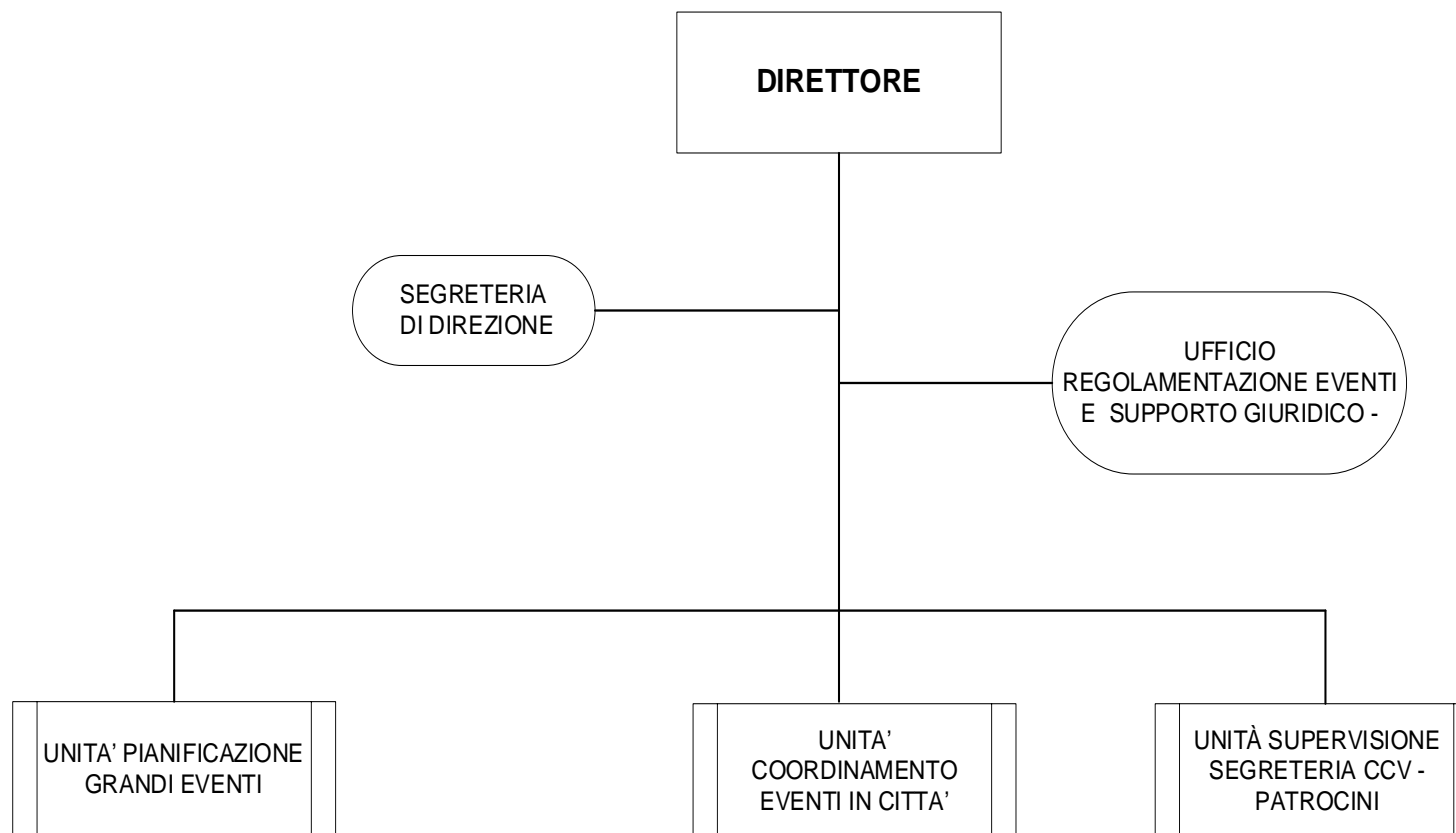 DIRETTORE
SEGRETERIA
DI DIREZIONE
UFFICIO
REGOLAMENTAZIONE EVENTI
E SUPPORTO GIURIDICO -
UNITA’ PIANIFICAZIONE
GRANDI EVENTI
UNITA’
COORDINAMENTO
EVENTI IN CITTA’
UNITÀ SUPERVISIONE
SEGRETERIA CCV -
PATROCINI